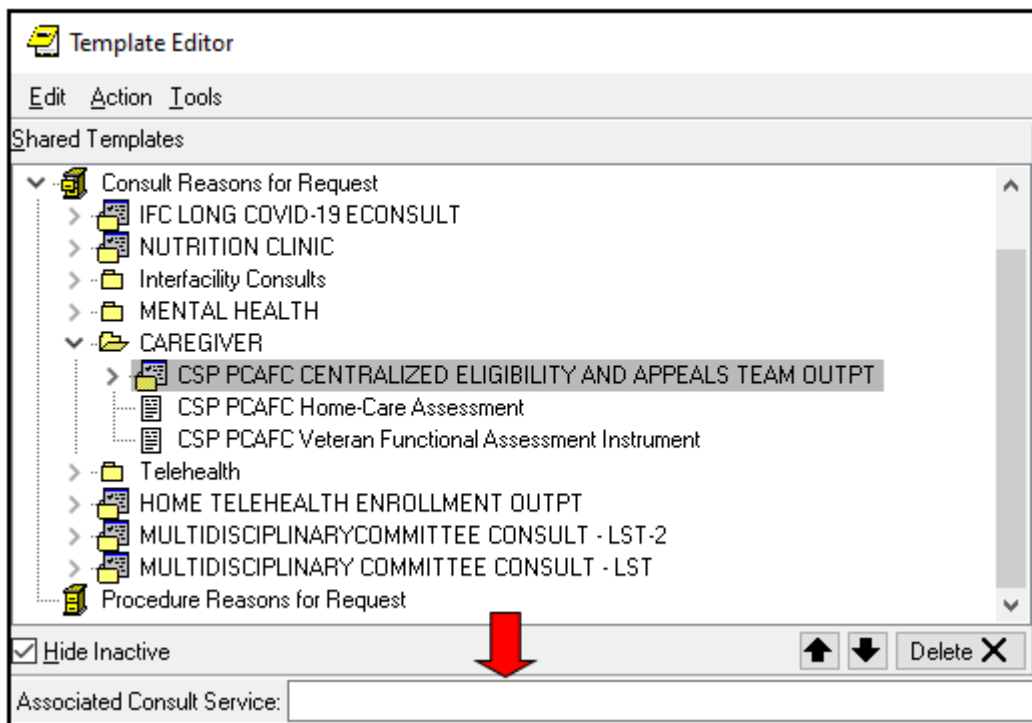 Template Editor
Edit Action Tools
Shared Templates
Consult Reasons for Request
IFC LONG COVID-19 ECONSULT
NUTRITION CLINIC
Interfacility Consults
MENTAL HEALTH
CAREGIVER
CSP PCAFC CENTRALIZED ELIGIBILITY AND APPEALS TEAM OUTPT
CSP PCAFC Home-Care Assessment
CSP PCAFC Veteran Functional Assessment Instrument
Telehealth
HOME TELEHEALTH ENROLLMENT OUTPT
MULTIDISCIPLINARYCOMMITTEE CONSULT - LST-2
MULTIDISCIPLINARY COMMITTEE CONSULT - LST
Procedure Reasons for Request
Hide Inactive Delete
Associated Consult Service: